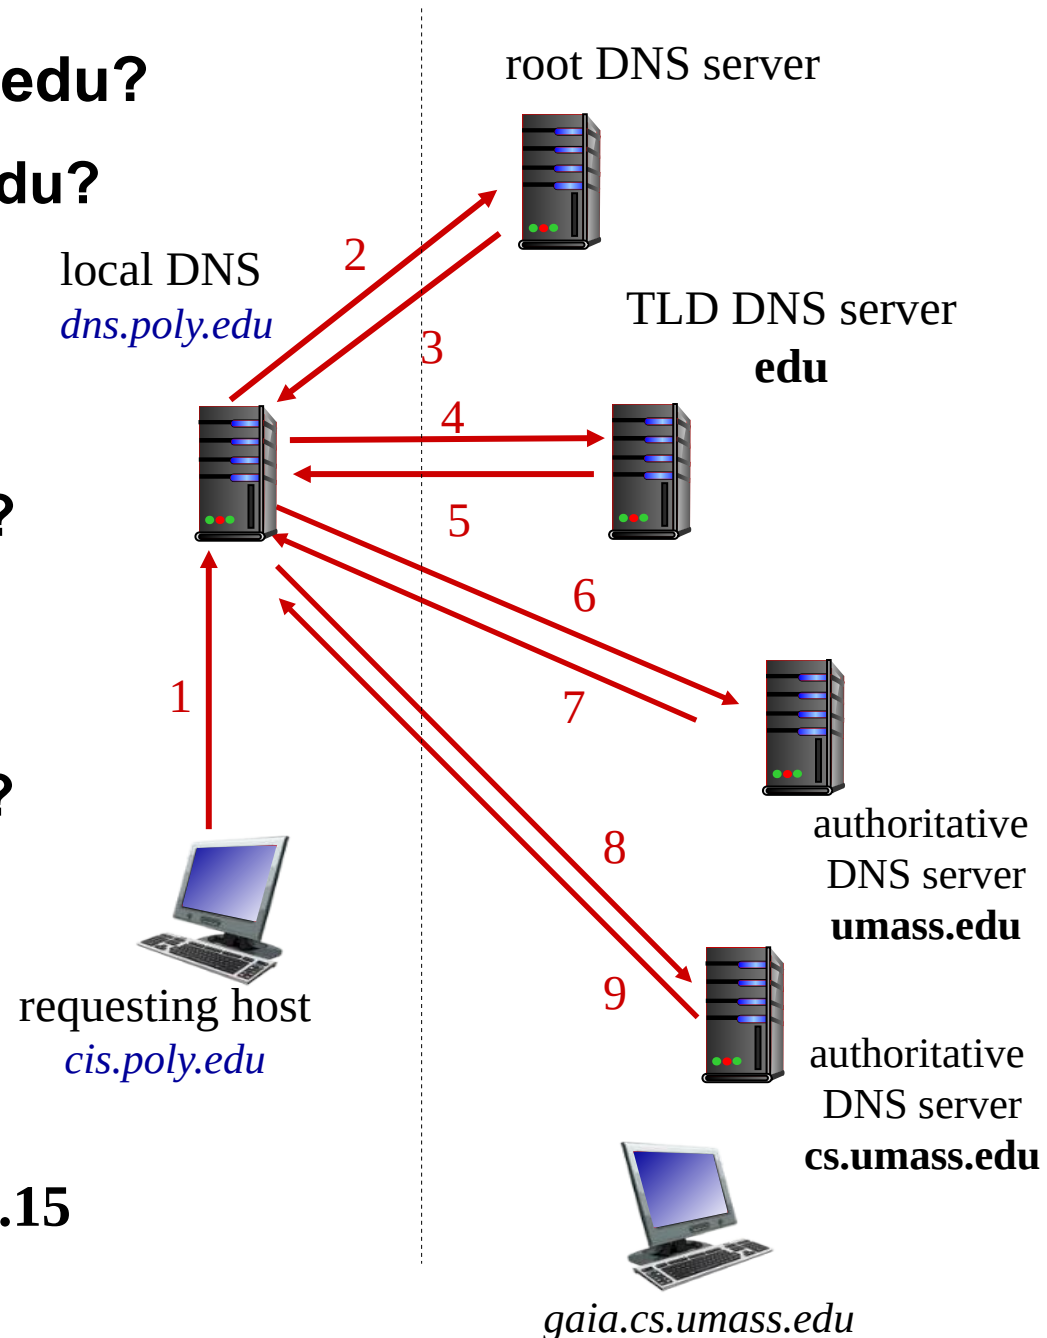 edu?
root DNS server
du?
2
local DNS
dns.poly.edu
TLD DNS server
edu
3
4
5
?
6
1
7
?
8
authoritative
DNS server
umass.edu
9
requesting host
cis.poly.edu
authoritative
DNS server
cs.umass.edu
.15
gaia.cs.umass.edu